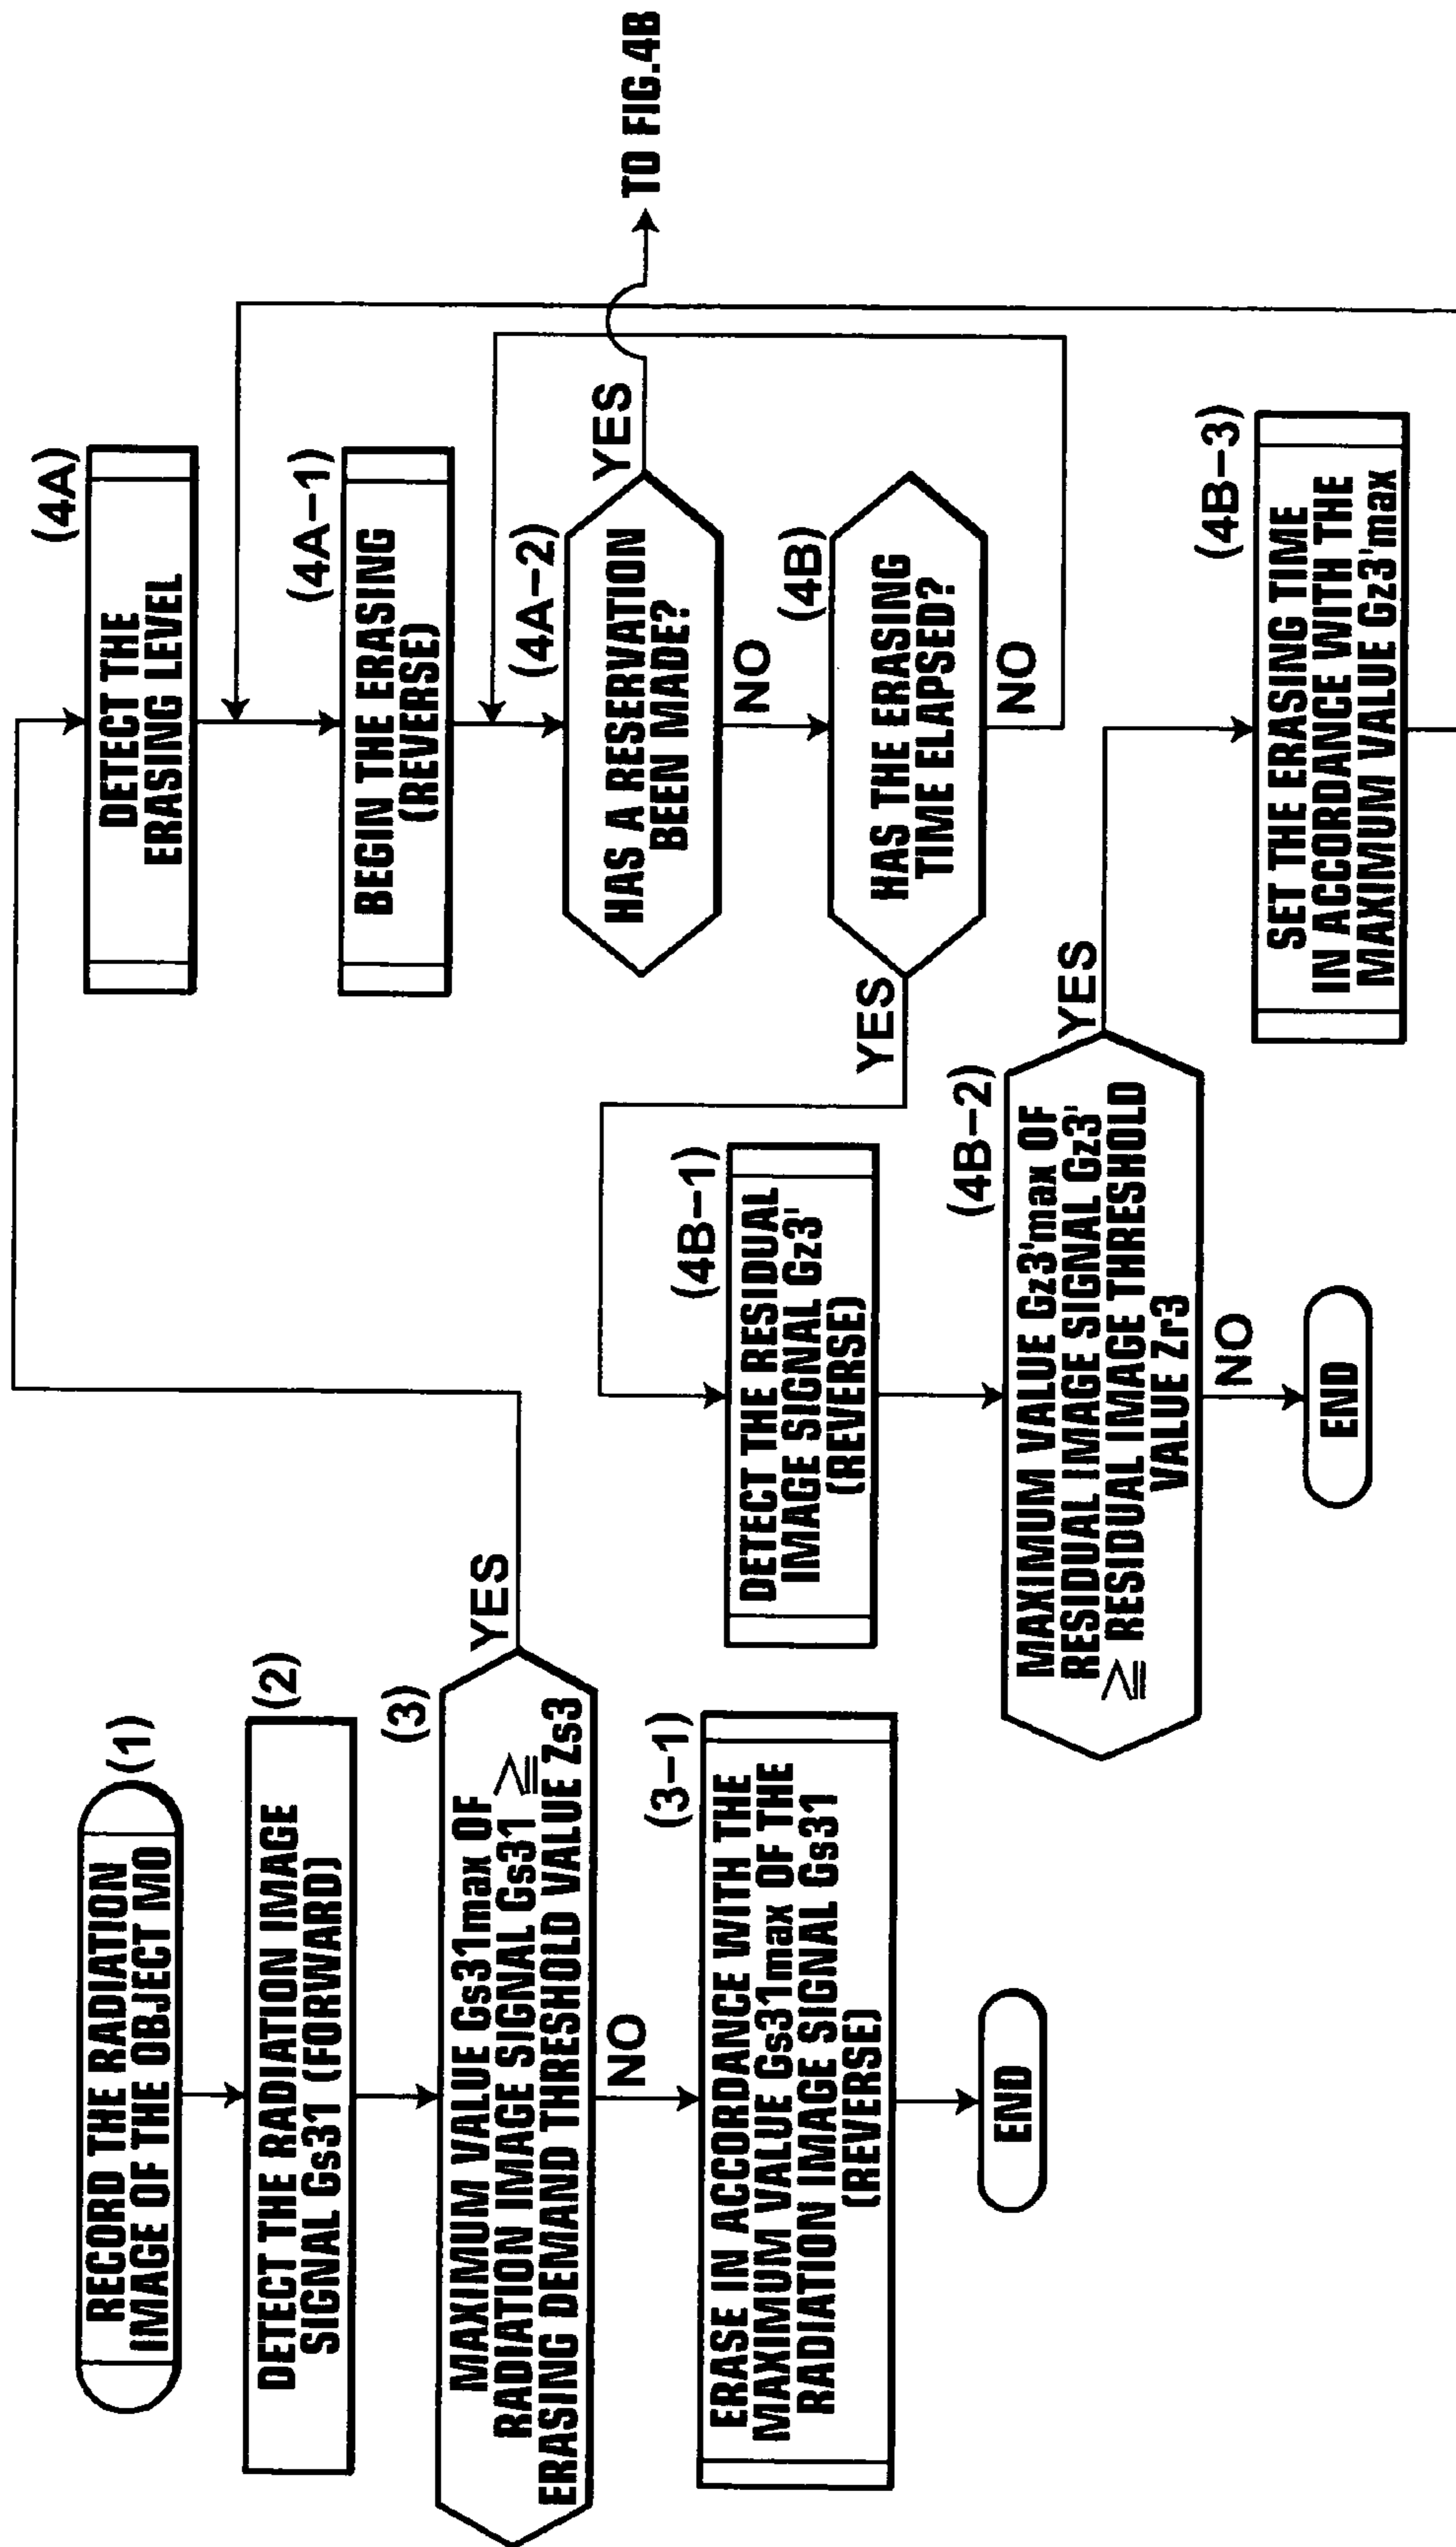 (1)
RECORD THE RADIATION
IMAGE OF THE OBJECT MO
(2)
DETECT THE RADIATION IMAGE
SIGNAL Gs31 (FORWARD)
(3)
MAXIMUM VALUE Gs31max OF
RADIATION IMAGE SIGNAL Gs31 ≧
ERASING DEMAND THRESHOLD VALUE Zs3
YES
NO
(3-1)
ERASE IN ACCORDANCE WITH THE
MAXIMUM VALUE Gs31max OF THE
RADIATION IMAGE SIGNAL Gs31
(REVERSE)
END
(4A)
DETECT THE
ERASING LEVEL
(4A-1)
BEGIN THE ERASING
(REVERSE)
(4A-2)
HAS A RESERVATION
BEEN MADE?
YES
TO FIG.4B
NO
(4B)
HAS THE ERASING
TIME ELAPSED?
YES
NO
(4B-1)
DETECT THE RESIDUAL
IMAGE SIGNAL Gz3'
(REVERSE)
(4B-2)
MAXIMUM VALUE Gz3'max OF
RESIDUAL IMAGE SIGNAL Gz3'
≧ RESIDUAL IMAGE THRESHOLD
VALUE Zr3
YES
NO
END
(4B-3)
SET THE ERASING TIME
IN ACCORDANCE WITH THE
MAXIMUM VALUE Gz3'max